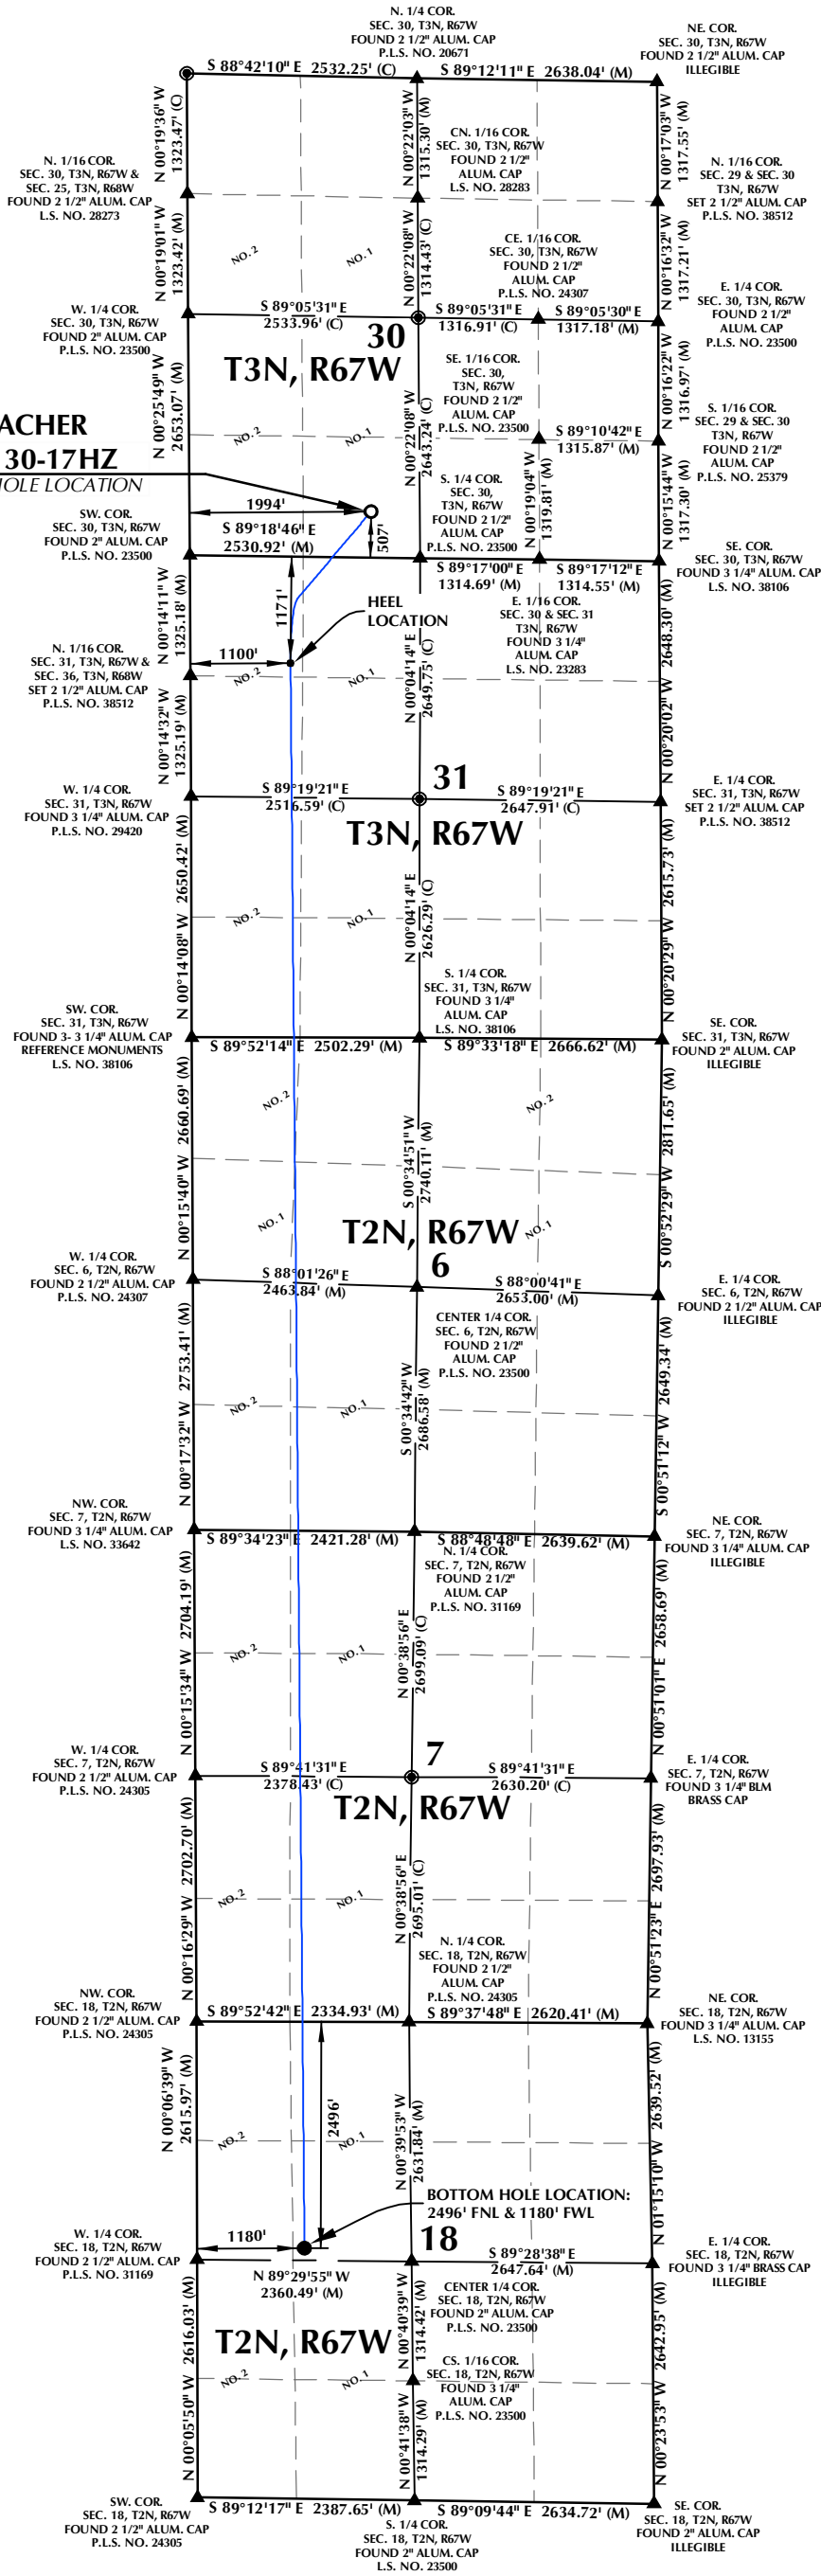 N. 1/4 COR.
SEC. 30, T3N, R67W
FOUND 2 1/2" ALUM. CAP
P.L.S. NO. 20671
NE. COR.
SEC. 30, T3N, R67W
FOUND 2 1/2" ALUM. CAP
ILLEGIBLE
S 88°42'10" E 2532.25' (C)
S 89°12'11" E 2638.04' (M)
N 00°19'36" W
1323.47' (C)
N 00°22'03" W
1315.30' (M)
N 00°17'03" W
1317.55' (M)
N. 1/16 COR.
SEC. 30, T3N, R67W &
SEC. 25, T3N, R68W
FOUND 2 1/2" ALUM. CAP
L.S. NO. 28273
CN. 1/16 COR.
SEC. 30, T3N, R67W
FOUND 2 1/2"
ALUM. CAP
L.S. NO. 28283
N. 1/16 COR.
SEC. 29 & SEC. 30
T3N, R67W
SET 2 1/2" ALUM. CAP
P.L.S. NO. 38512
N 00°19'01" W
1323.42' (M)
NO. 2
NO. 1
N 00°22'08" W
1314.43' (C)
CE. 1/16 COR.
SEC. 30, T3N, R67W
FOUND 2 1/2"
ALUM. CAP
P.L.S. NO. 24307
N 00°16'32" W
1317.21' (M)
W. 1/4 COR.
SEC. 30, T3N, R67W
FOUND 2" ALUM. CAP
P.L.S. NO. 23500
S 89°05'31" E
2533.96' (C)
30
S 89°05'31" E
1316.91' (C)
S 89°05'30" E
1317.18' (M)
E. 1/4 COR.
SEC. 30, T3N, R67W
FOUND 2 1/2"
ALUM. CAP
P.L.S. NO. 23500
T3N, R67W
N 00°25'49" W
2653.07' (M)
NO. 2
NO. 1
N 00°22'08" W
2643.24' (C)
SE. 1/16 COR.
SEC. 30,
T3N, R67W
FOUND 2 1/2"
ALUM. CAP
P.L.S. NO. 23500
N 00°16'22" W
1316.97' (M)
S 89°10'42" E
1315.87' (M)
S. 1/16 COR.
SEC. 29 & SEC. 30
T3N, R67W
FOUND 2 1/2"
ALUM. CAP
P.L.S. NO. 25379
ACHER
30-17HZ
HOLE LOCATION
1994'
507'
S. 1/4 COR.
SEC. 30,
T3N, R67W
FOUND 2 1/2"
ALUM. CAP
P.L.S. NO. 23500
N 00°19'04" W
1319.81' (M)
N 00°15'44" W
1317.30' (M)
SW. COR.
SEC. 30, T3N, R67W
FOUND 2" ALUM. CAP
P.L.S. NO. 23500
S 89°18'46" E
2530.92' (M)
S 89°17'00" E
1314.69' (M)
S 89°17'12" E
1314.55' (M)
SE. COR.
SEC. 30, T3N, R67W
FOUND 3 1/4" ALUM. CAP
L.S. NO. 38106
N 00°14'11" W
1325.18' (M)
1171'
HEEL
LOCATION
E. 1/16 COR.
SEC. 30 & SEC. 31
T3N, R67W
FOUND 3 1/4"
ALUM. CAP
L.S. NO. 23283
N. 1/16 COR.
SEC. 31, T3N, R67W &
SEC. 36, T3N, R68W
SET 2 1/2" ALUM. CAP
P.L.S. NO. 38512
1100'
NO. 2
NO. 1
N 00°04'14" E
2649.75' (C)
N 00°20'02" W 2648.30' (M)
N 00°14'32" W
1325.19' (M)
W. 1/4 COR.
SEC. 31, T3N, R67W
FOUND 3 1/4" ALUM. CAP
P.L.S. NO. 29420
S 89°19'21" E
2516.59' (C)
31
S 89°19'21" E
2647.91' (C)
E. 1/4 COR.
SEC. 31, T3N, R67W
SET 2 1/2" ALUM. CAP
P.L.S. NO. 38512
T3N, R67W
N 00°14'08" W 2650.42' (M)
NO. 2
NO. 1
N 00°04'14" E
2626.29' (C)
N 00°20'29" W 2615.73' (M)
SW. COR.
SEC. 31, T3N, R67W
FOUND 3- 3 1/4" ALUM. CAP
REFERENCE MONUMENTS
L.S. NO. 38106
S. 1/4 COR.
SEC. 31, T3N, R67W
FOUND 3 1/4"
ALUM. CAP
L.S. NO. 38106
SE. COR.
SEC. 31, T3N, R67W
FOUND 2" ALUM. CAP
ILLEGIBLE
S 89°52'14" E 2502.29' (M)
S 89°33'18" E 2666.62' (M)
N 00°15'40" W 2660.69' (M)
NO. 2
NO. 2
S 00°34'51" W
2740.11' (M)
S 00°52'29" W 2811.65' (M)
NO. 1
NO. 1
T2N, R67W
W. 1/4 COR.
SEC. 6, T2N, R67W
FOUND 2 1/2" ALUM. CAP
P.L.S. NO. 24307
S 88°01'26" E
2463.84' (M)
6
S 88°00'41" E
2653.00' (M)
E. 1/4 COR.
SEC. 6, T2N, R67W
FOUND 2 1/2" ALUM. CAP
ILLEGIBLE
CENTER 1/4 COR.
SEC. 6, T2N, R67W
FOUND 2 1/2"
ALUM. CAP
P.L.S. NO. 23500
N 00°17'32" W 2753.41' (M)
NO. 2
NO. 1
S 00°34'42" W
2686.58' (M)
S 00°51'12" W 2649.34' (M)
NW. COR.
SEC. 7, T2N, R67W
FOUND 3 1/4" ALUM. CAP
L.S. NO. 33642
S 89°34'23" E 2421.28' (M)
S 88°48'48" E 2639.62' (M)
NE. COR.
SEC. 7, T2N, R67W
FOUND 3 1/4" ALUM. CAP
ILLEGIBLE
N. 1/4 COR.
SEC. 7, T2N, R67W
FOUND 2 1/2"
ALUM. CAP
P.L.S. NO. 31169
N 00°15'34" W 2704.19' (M)
NO. 2
NO. 1
N 00°38'56" E
2699.09' (C)
N 00°51'01" E 2658.69' (M)
W. 1/4 COR.
SEC. 7, T2N, R67W
FOUND 2 1/2" ALUM. CAP
P.L.S. NO. 24305
S 89°41'31" E
2378.43' (C)
7
S 89°41'31" E
2630.20' (C)
E. 1/4 COR.
SEC. 7, T2N, R67W
FOUND 3 1/4" BLM
BRASS CAP
T2N, R67W
N 00°16'29" W 2702.70' (M)
NO. 2
NO. 1
N 00°38'56" E
2695.01' (C)
N 00°51'23" E 2697.93' (M)
N. 1/4 COR.
SEC. 18, T2N, R67W
FOUND 2 1/2"
ALUM. CAP
P.L.S. NO. 24305
NW. COR.
SEC. 18, T2N, R67W
FOUND 2 1/2" ALUM. CAP
P.L.S. NO. 24305
S 89°52'42" E 2334.93' (M)
S 89°37'48" E 2620.41' (M)
NE. COR.
SEC. 18, T2N, R67W
FOUND 3 1/4" ALUM. CAP
L.S. NO. 13155
N 00°06'39" W
2615.97' (M)
2496'
NO. 2
NO. 1
N 00°39'53" W
2631.84' (M)
N 01°15'10" W 2639.52' (M)
BOTTOM HOLE LOCATION:
2496' FNL & 1180' FWL
W. 1/4 COR.
SEC. 18, T2N, R67W
FOUND 2 1/2" ALUM. CAP
P.L.S. NO. 31169
1180'
18
N 89°29'55" W
2360.49' (M)
S 89°28'38" E
2647.64' (M)
E. 1/4 COR.
SEC. 18, T2N, R67W
FOUND 3 1/4" BRASS CAP
ILLEGIBLE
CENTER 1/4 COR.
SEC. 18, T2N, R67W
FOUND 2" ALUM. CAP
P.L.S. NO. 23500
T2N, R67W
N 00°05'50" W 2616.03' (M)
NO. 2
NO. 1
N 00°40'39" W
1314.42' (M)
CS. 1/16 COR.
SEC. 18, T2N, R67W
FOUND 3 1/4"
ALUM. CAP
P.L.S. NO. 23500
N 00°41'38" W
1314.29' (M)
N 00°23'53" W 2642.95' (M)
SW. COR.
SEC. 18, T2N, R67W
FOUND 2 1/2" ALUM. CAP
P.L.S. NO. 24305
S 89°12'17" E 2387.65' (M)
S 89°09'44" E 2634.72' (M)
S. 1/4 COR.
SEC. 18, T2N, R67W
FOUND 2" ALUM. CAP
L.S. NO. 23500
SE. COR.
SEC. 18, T2N, R67W
FOUND 2" ALUM. CAP
ILLEGIBLE